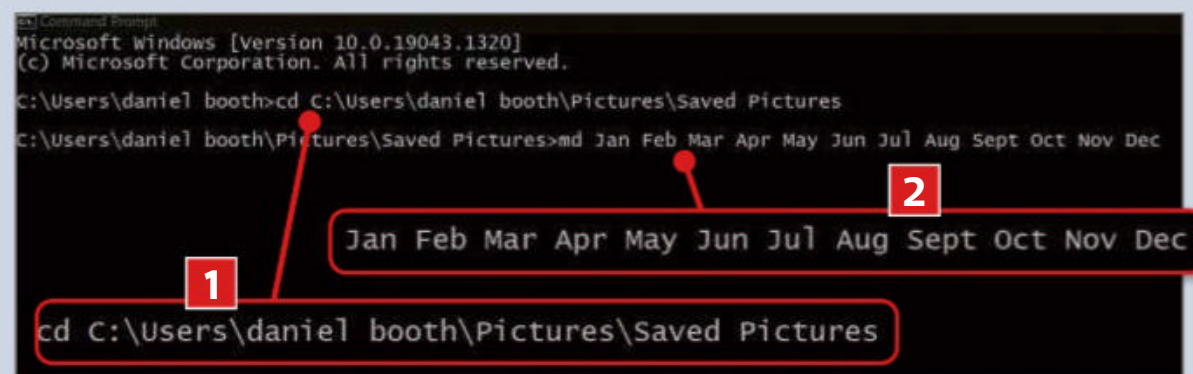 Command Prompt
Microsoft Windows [Version 10.0.19043.1320]
(c) Microsoft Corporation. All rights reserved.
C:\Users\daniel booth>cd C:\Users\daniel booth\Pictures\Saved Pictures
C:\Users\daniel booth\Pictures\Saved Pictures>md Jan Feb Mar Apr May Jun Jul Aug Sept Oct Nov Dec
2
Jan Feb Mar Apr May Jun Jul Aug Sept Oct Nov Dec
1
cd C:\Users\daniel booth\Pictures\Saved Pictures